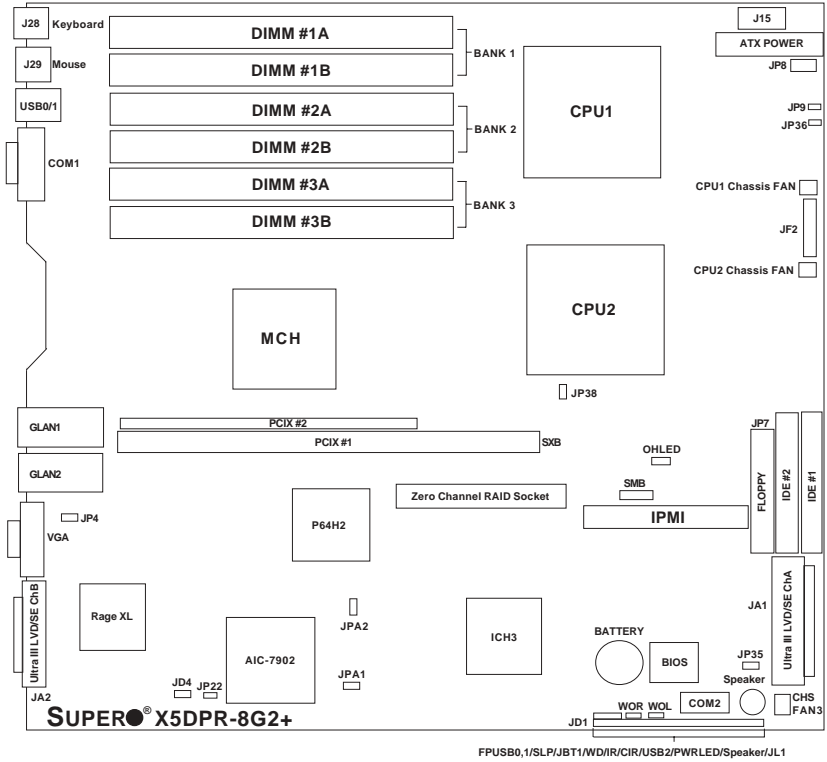 J28 Keyboard
DIMM #1A
J15
ATX POWER
J29 Mouse
DIMM #1B
BANK 1
JP8
USB0/1
DIMM #2A
CPU1
JP9
JP36
BANK 2
DIMM #2B
COM1
DIMM #3A
CPU1 Chassis FAN
BANK 3
DIMM #3B
JF2
CPU2 Chassis FAN
MCH
CPU2
JP38
GLAN1
PCIX #2
JP7
PCIX #1
SXB
OHLED
GLAN2
Zero Channel RAID Socket
SMB
FLOPPY
IDE #2
IDE #1
IPMI
JP4
VGA
P64H2
Ultra III LVD/SE ChB
Rage XL
JPA2
ICH3
JA1
Ultra III LVD/SE ChA
BATTERY
AIC-7902
BIOS
JP35
JPA1
JD4
JP22
Speaker
JA2
COM2
CHS
FAN3
WOR
WOL
SUPER® X5DPR-8G2+
JD1
FPUSB0,1/SLP/JBT1/WD/IR/CIR/USB2/PWRLED/Speaker/JL1